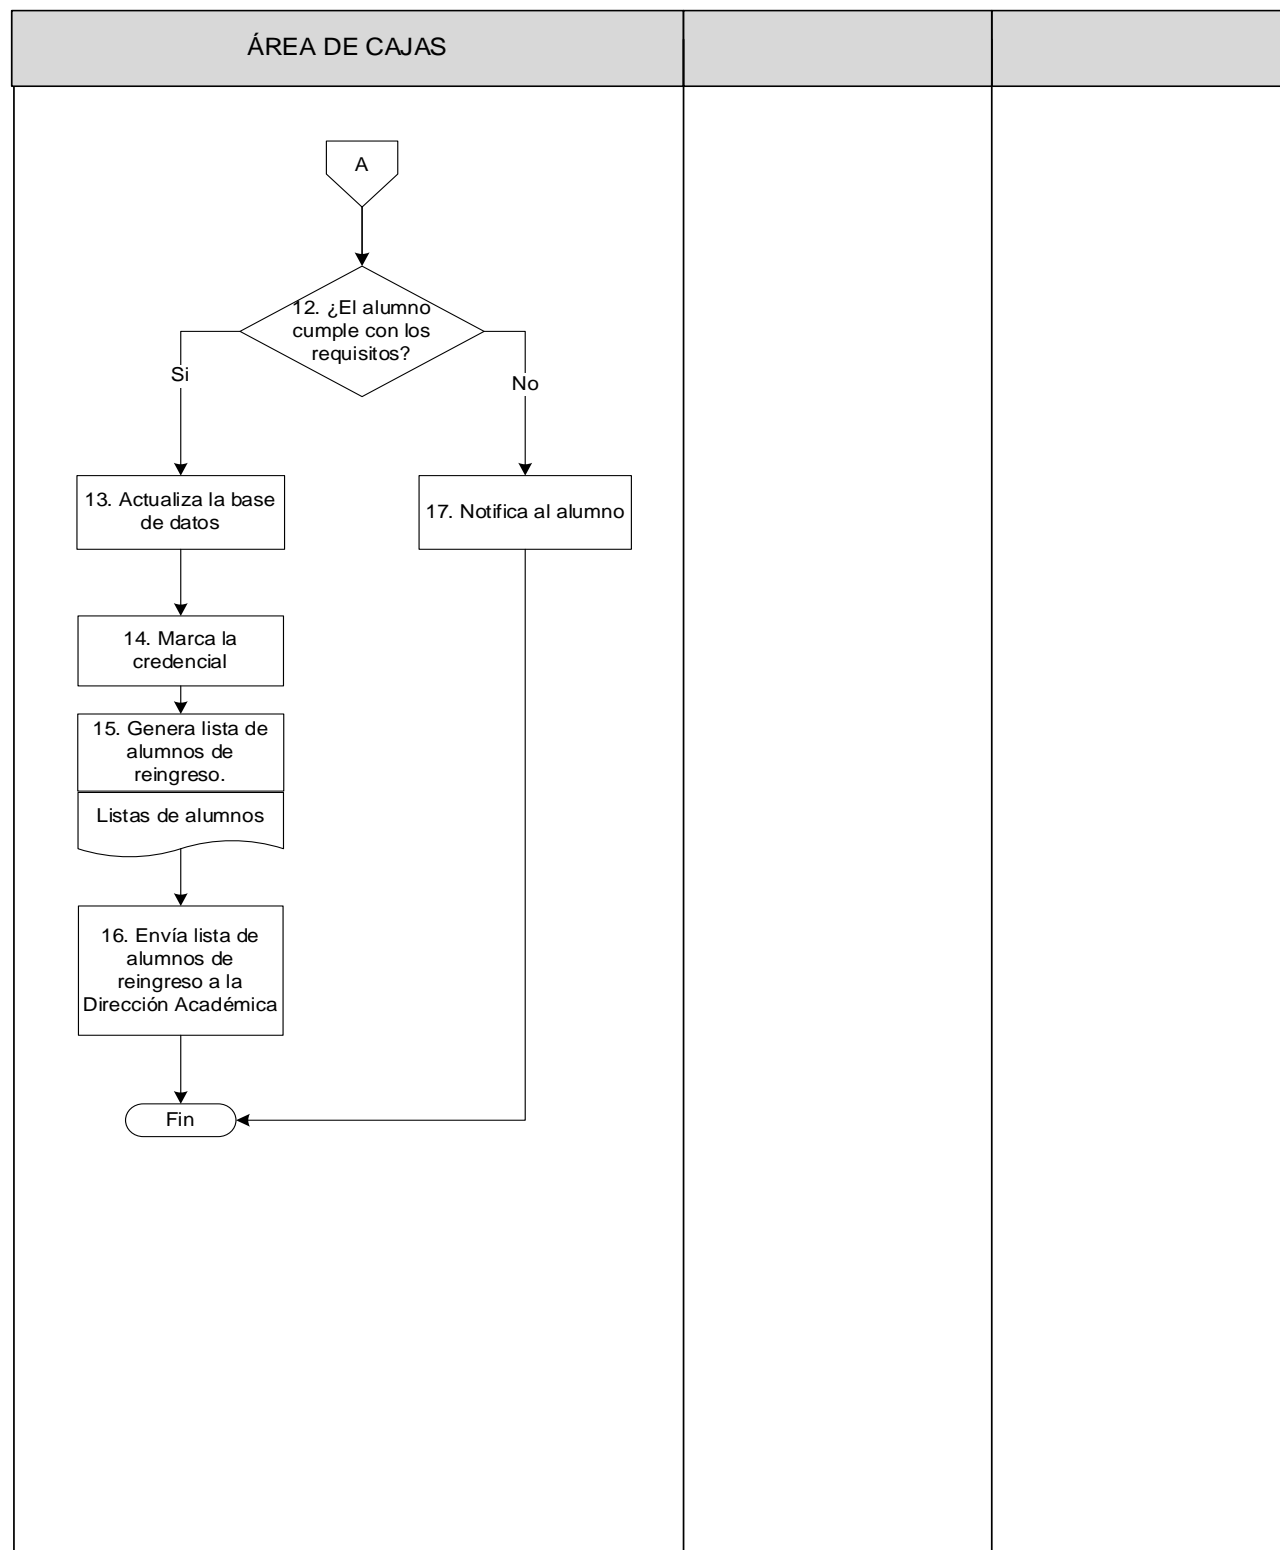 ÁREA DE CAJAS
A
12. ¿El alumno
cumple con los
requisitos?
Si
No
13. Actualiza la base
de datos
17. Notifica al alumno
14. Marca la
credencial
15. Genera lista de
alumnos de
reingreso.
Listas de alumnos
16. Envía lista de
alumnos de
reingreso a la
Dirección Académica
Fin